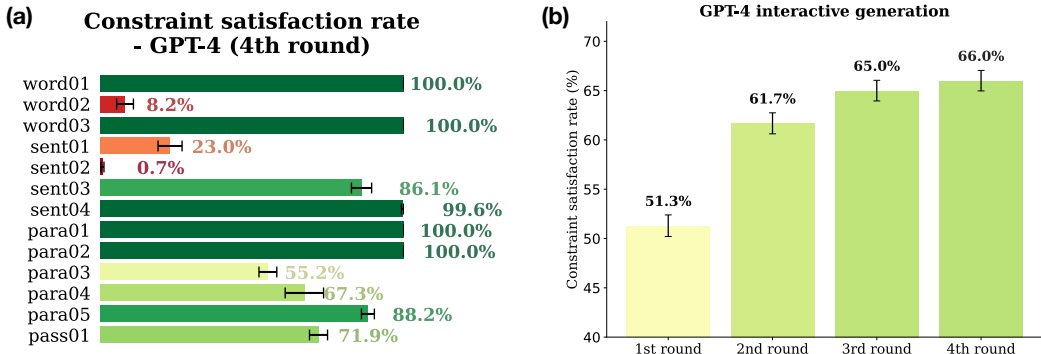 (a)
Constraint satisfaction rate
- GPT-4 (4th round)
word01 100.0%
word02 8.2%
word03 100.0%
sent01 23.0%
sent02 0.7%
sent03 86.1%
sent04 99.6%
para01 100.0%
para02 100.0%
para03 55.2%
para04 67.3%
para05 88.2%
pass01 71.9%
(b)
GPT-4 interactive generation
Constraint satisfaction rate (%)
70
65
60
55
50
45
40
51.3%
61.7%
65.0%
66.0%
1st round 2nd round 3rd round 4th round